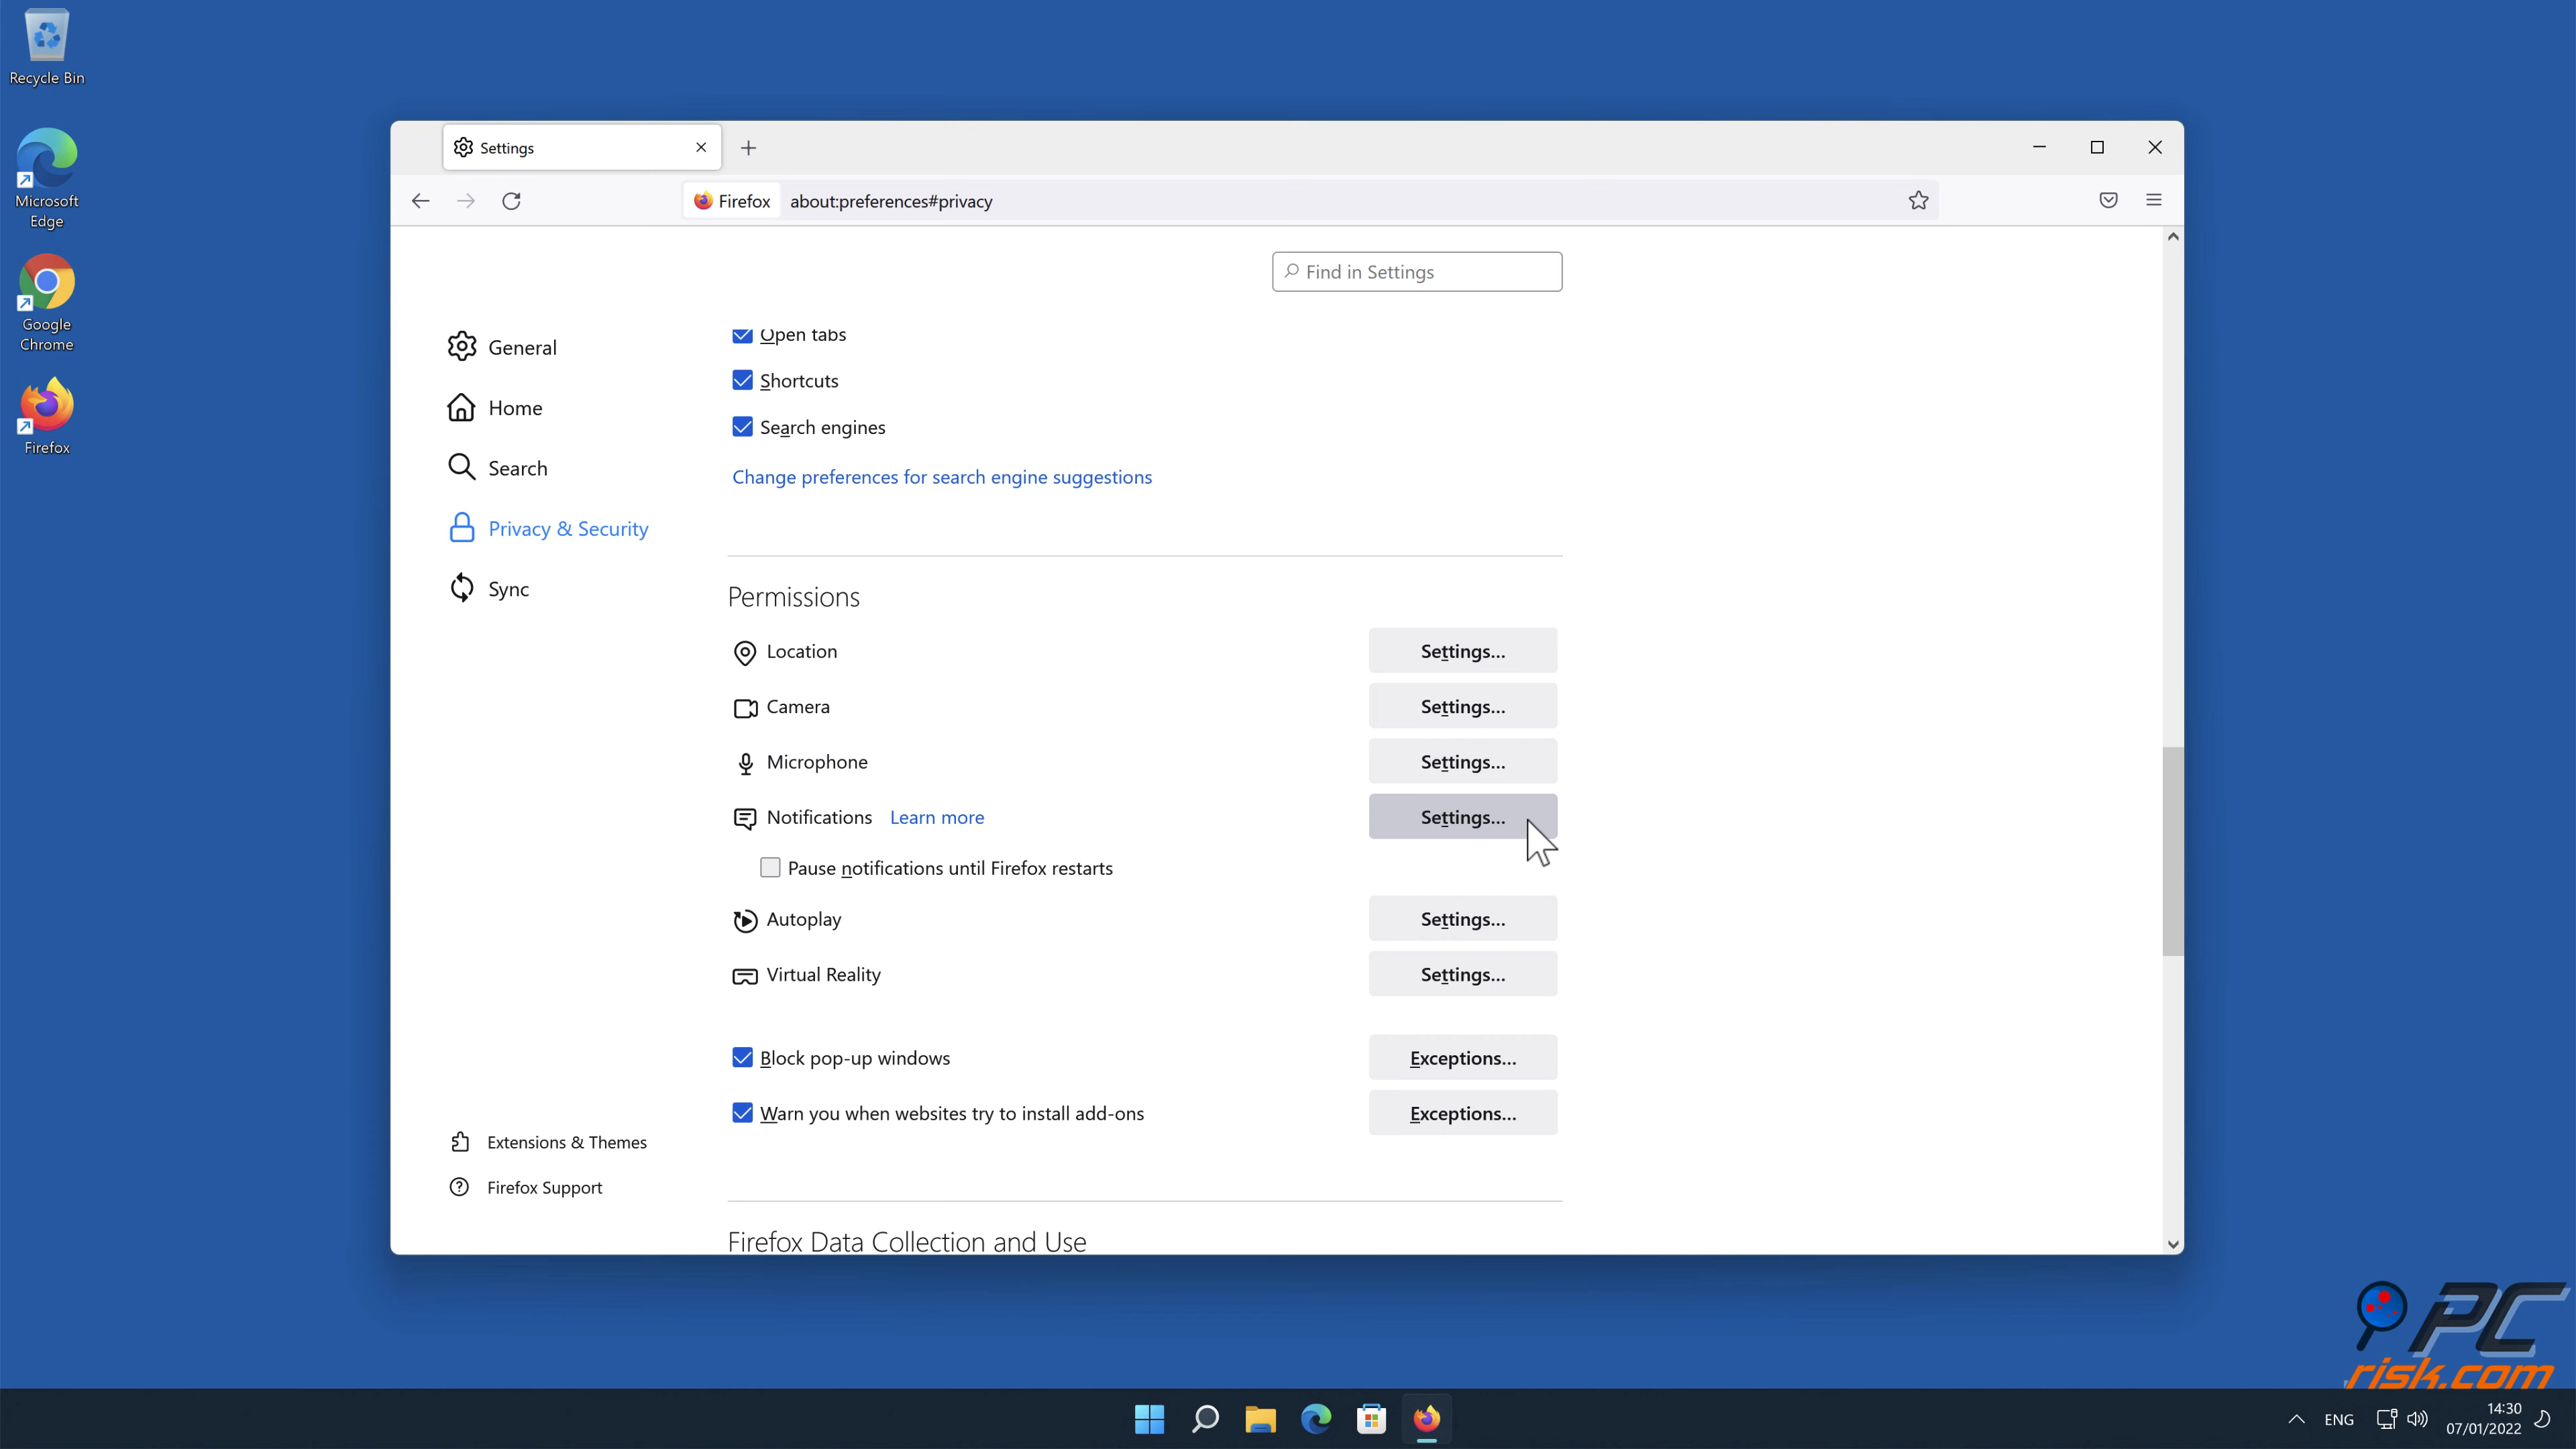 Recycle Bin
Microsoft
Edge
Google
Chrome
Firefox
Settings
Firefox about:preferences#privacy
Find in Settings
General
Home
Search
Privacy & Security
Sync
Extensions & Themes
Firefox Support
Open tabs
Shortcuts
Search engines
Change preferences for search engine suggestions
Permissions
Location Settings...
Camera Settings...
Microphone Settings...
Notifications Learn more Settings...
Pause notifications until Firefox restarts
Autoplay Settings...
Virtual Reality Settings...
Block pop-up windows Exceptions...
Warn you when websites try to install add-ons Exceptions...
Firefox Data Collection and Use
PC
risk.com
ENG
14:30
07/01/2022